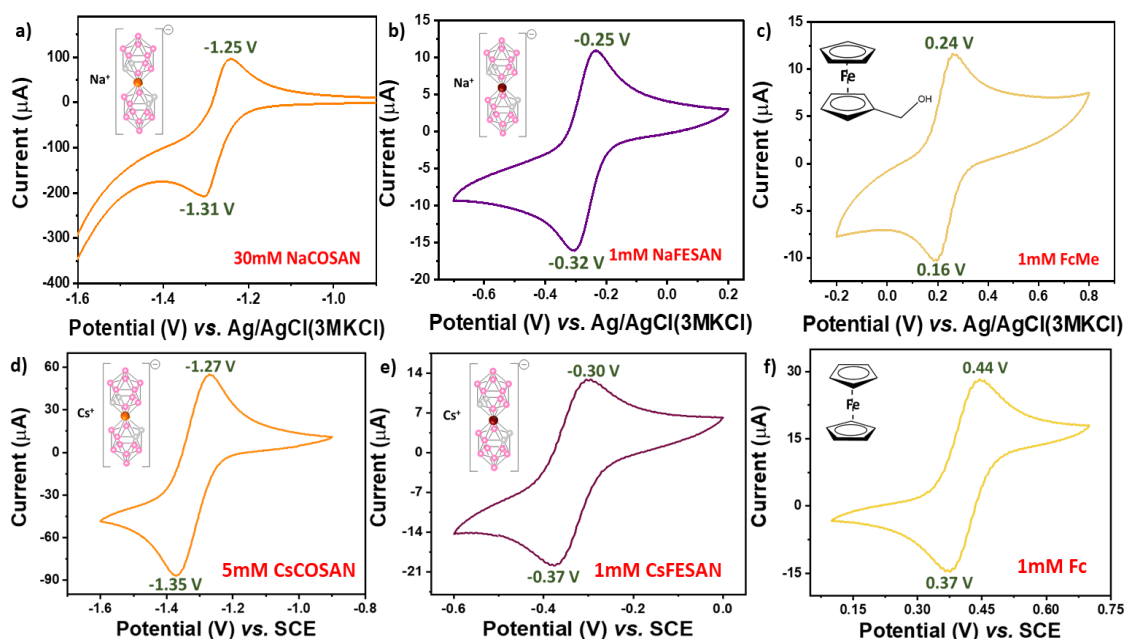 a)
-1.25 V
Na⁺
⊖
Current (μA)
100
0
-100
-200
-300
-400
-1.31 V
30mM NaCOSAN
-1.6
-1.4
-1.2
-1.0
Potential (V) vs. Ag/AgCl(3MKCl)
b)
-0.25 V
Na⁺
⊖
Current (μA)
15
10
5
0
-5
-10
-15
-0.32 V
1mM NaFESAN
-0.6
-0.4
-0.2
0.0
0.2
Potential (V) vs. Ag/AgCl(3MKCl)
c)
0.24 V
Fe
OH
Current (μA)
15
10
5
0
-5
-10
0.16 V
1mM FcMe
-0.2
0.0
0.2
0.4
0.6
0.8
Potential (V) vs. Ag/AgCl(3MKCl)
d)
-1.27 V
Cs⁺
⊖
Current (μA)
60
30
0
-30
-60
-90
-1.35 V
5mM CsCOSAN
-1.6
-1.4
-1.2
-1.0
-0.8
Potential (V) vs. SCE
e)
-0.30 V
Cs⁺
⊖
Current (μA)
14
7
0
-7
-14
-21
-0.37 V
1mM CsFESAN
-0.6
-0.4
-0.2
0.0
Potential (V) vs. SCE
f)
0.44 V
Fe
Current (μA)
30
15
0
-15
0.37 V
1mM Fc
0.15
0.30
0.45
0.60
0.75
Potential (V) vs. SCE